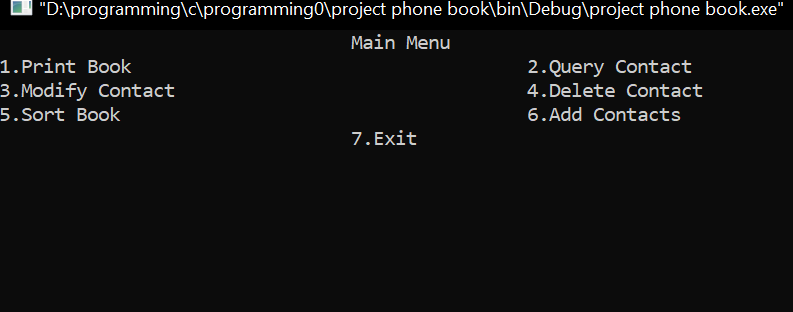 "D:\programming\c\programming0\project phone book\bin\Debug\project phone book.exe"
Main Menu
1.Print Book 2.Query Contact
3.Modify Contact 4.Delete Contact
5.Sort Book 6.Add Contacts
7.Exit